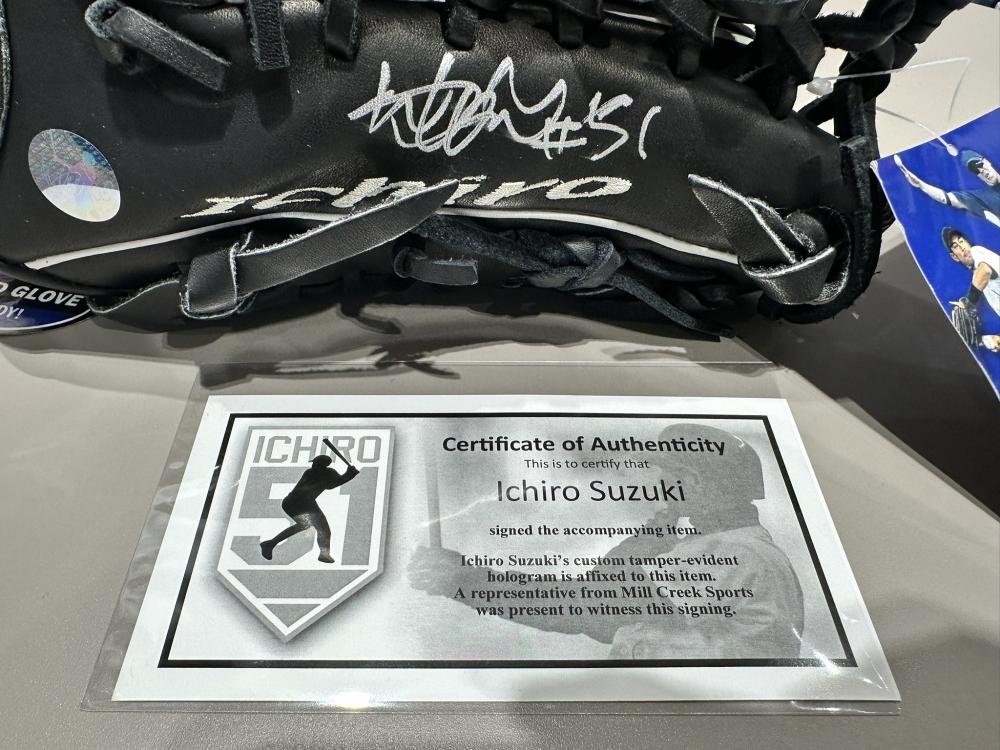 #51
Ichiro
D GLOVE
DY!
ICHIRO
51
Certificate of Authenticity
This is to certify that
Ichiro Suzuki
signed the accompanying item.
Ichiro Suzuki's custom tamper-evident
hologram is affixed to this item.
A representative from Mill Creek Sports
was present to witness this signing.